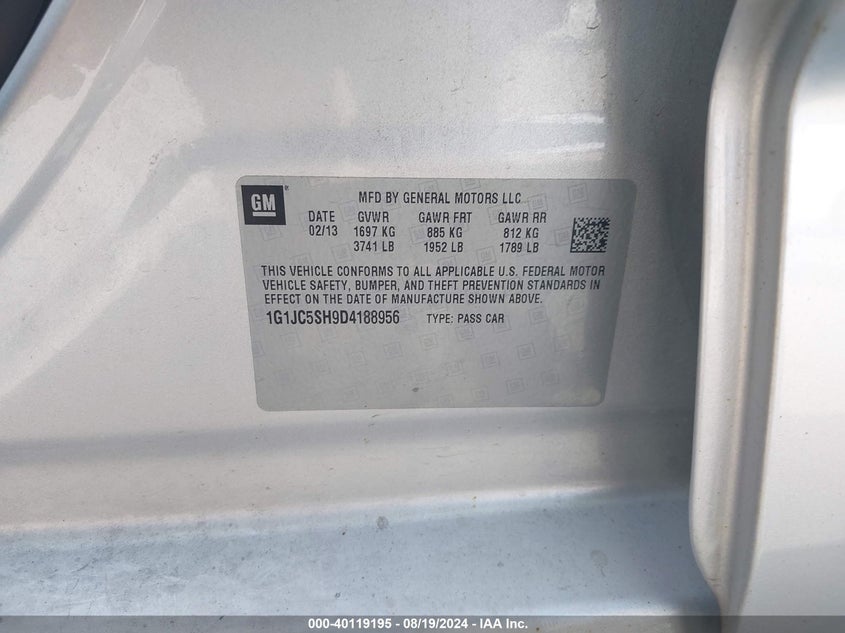 GM ®
MFD BY GENERAL MOTORS LLC
DATE GVWR GAWR FRT GAWR RR
02/13 1697 KG 885 KG 812 KG
3741 LB 1952 LB 1789 LB
THIS VEHICLE CONFORMS TO ALL APPLICABLE U.S. FEDERAL MOTOR
VEHICLE SAFETY, BUMPER, AND THEFT PREVENTION STANDARDS IN
EFFECT ON THE DATE OF MANUFACTURE SHOWN ABOVE.
1G1JC5SH9D4188956 TYPE: PASS CAR
000-40119195 - 08/19/2024 - IAA Inc.